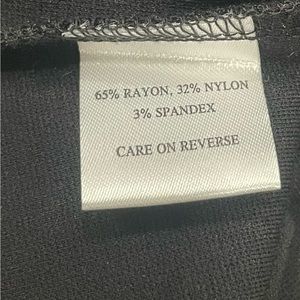 65% RAYON, 32% NYLON
3% SPANDEX
CARE ON REVERSE